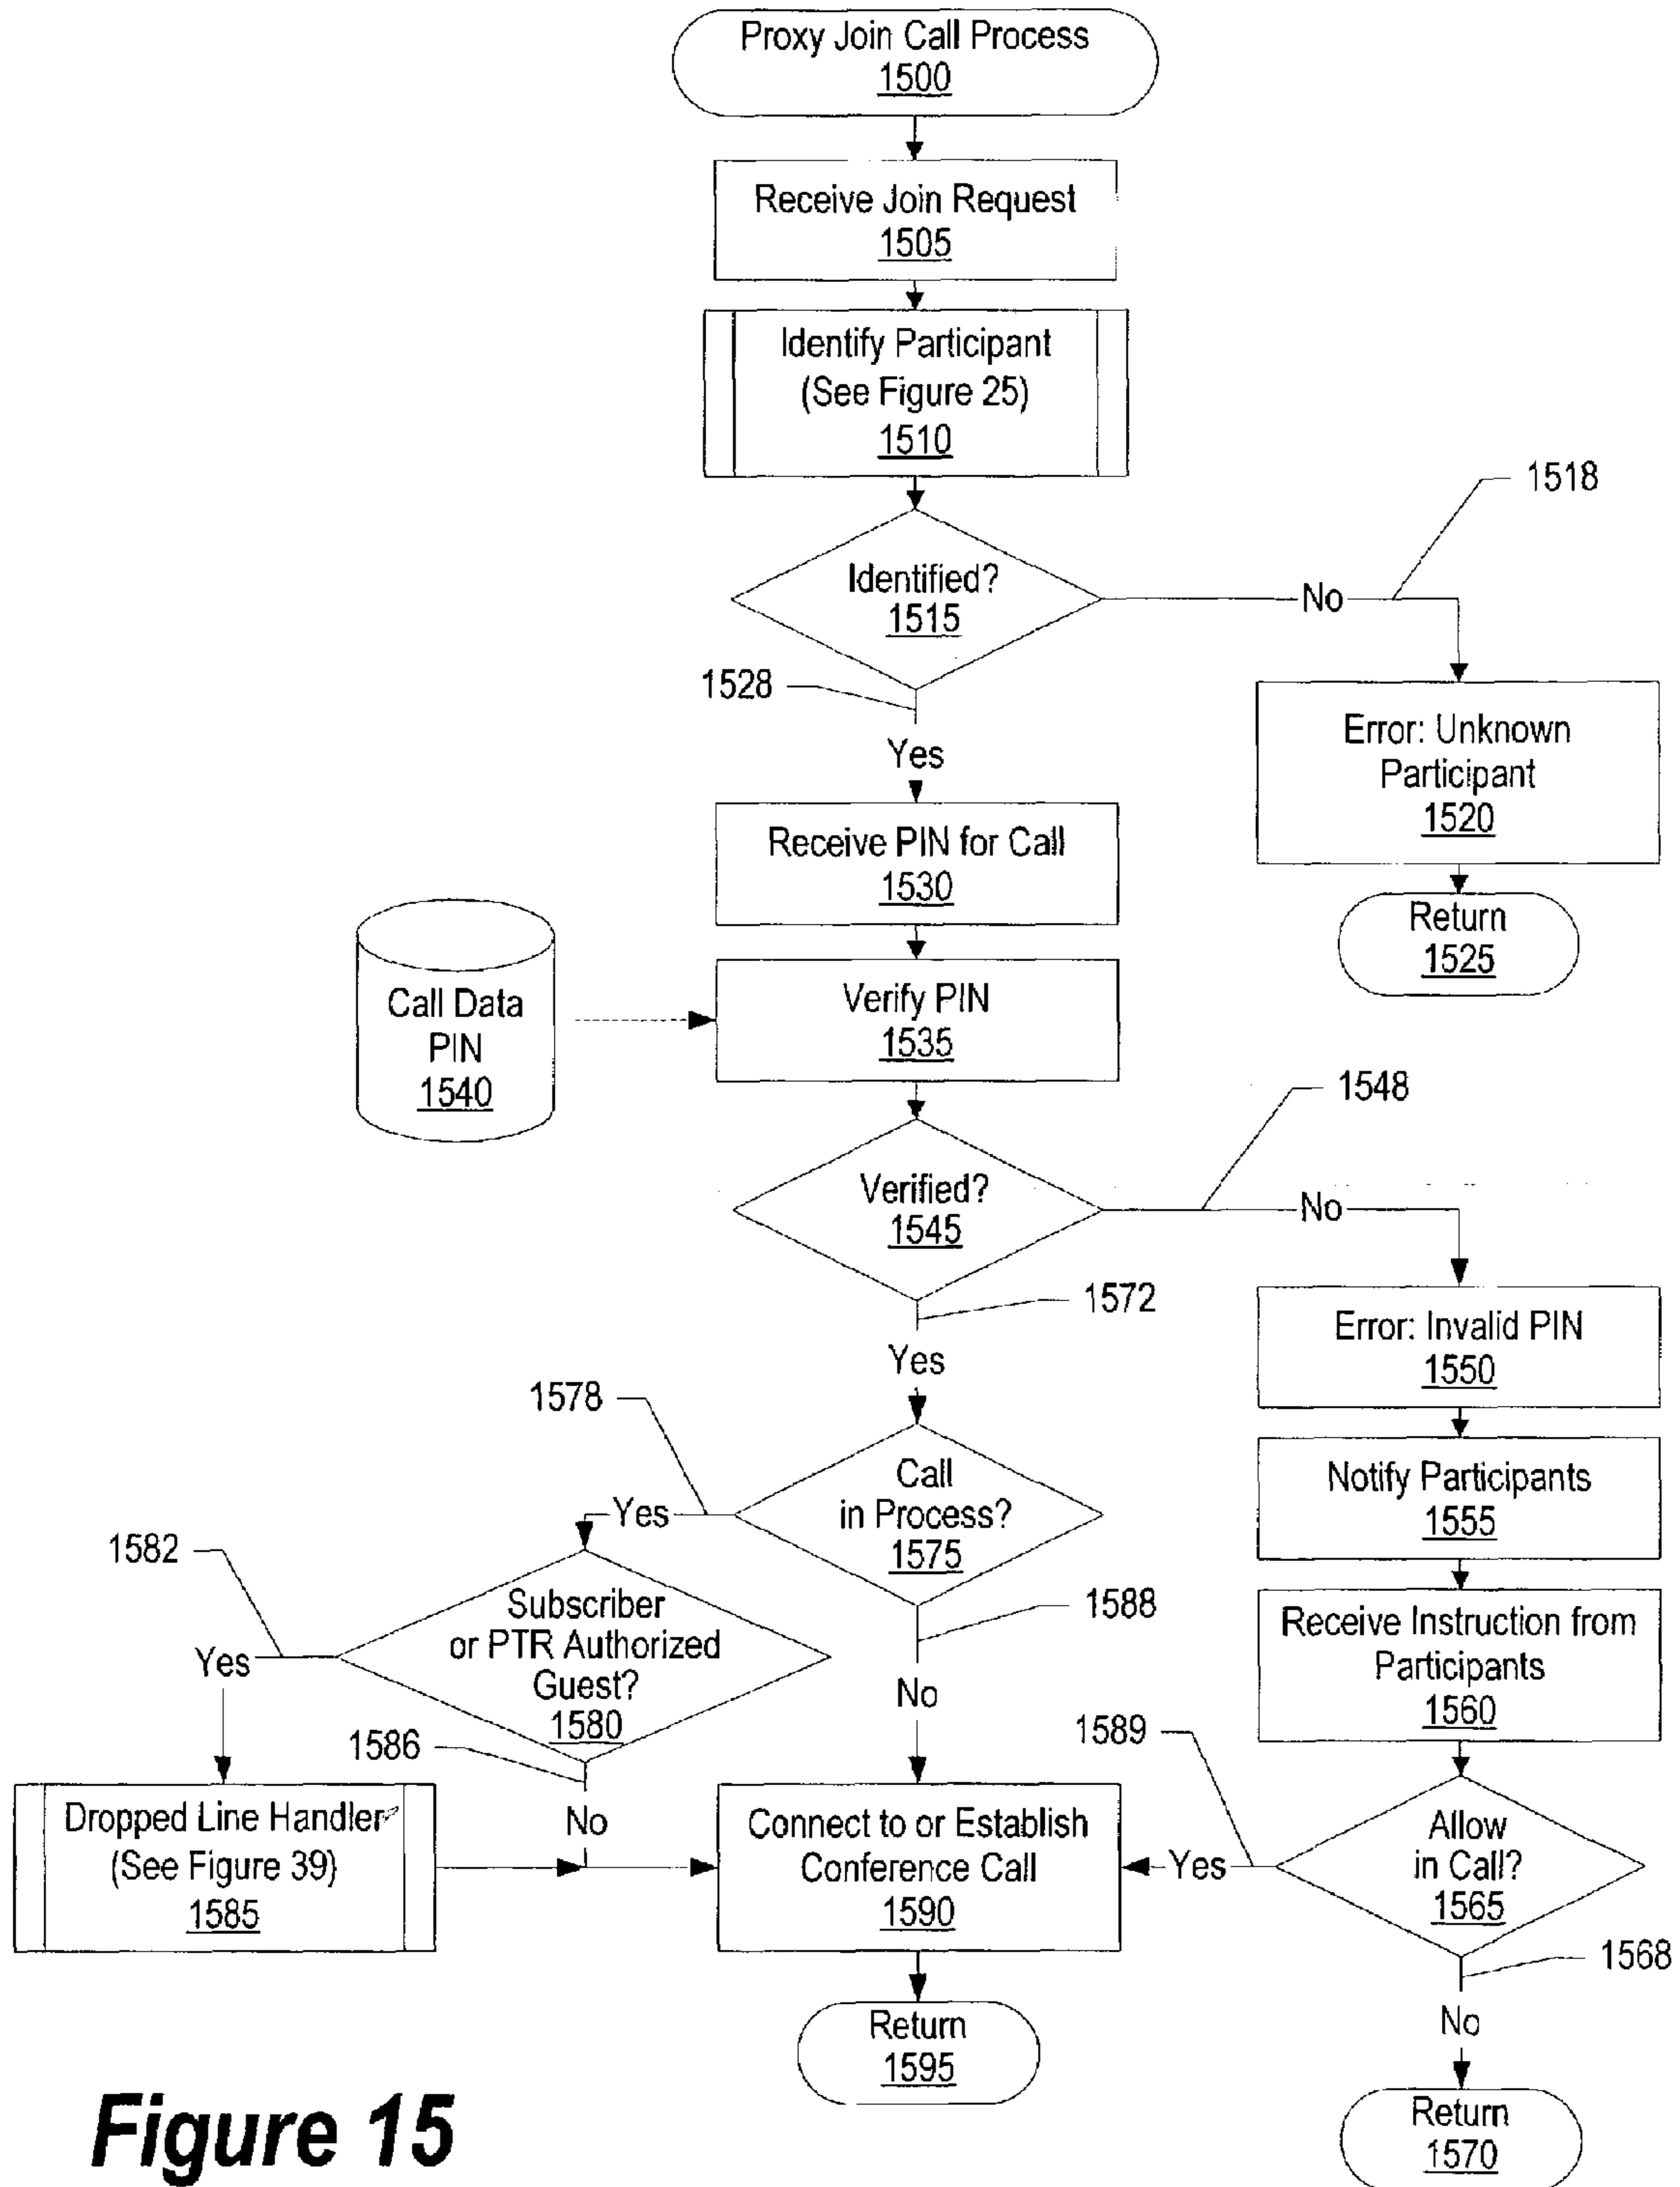 Proxy Join Call Process
1500
Receive Join Request
1505
Identify Participant
(See Figure 25)
1510
1518
Identified?
1515
No
1528
Yes
Error: Unknown
Participant
1520
Receive PIN for Call
1530
Return
1525
Call Data
PIN
1540
Verify PIN
1535
1548
Verified?
1545
No
1572
Yes
Error: Invalid PIN
1550
1578
Call
in Process?
1575
Yes
Notify Participants
1555
1582
Subscriber
or PTR Authorized
Guest?
1580
Yes
1588
No
Receive Instruction from
Participants
1560
1586
No
1589
Dropped Line Handler
(See Figure 39)
1585
Connect to or Establish
Conference Call
1590
Yes
Allow
in Call?
1565
1568
No
Return
1595
Return
1570
Figure 15